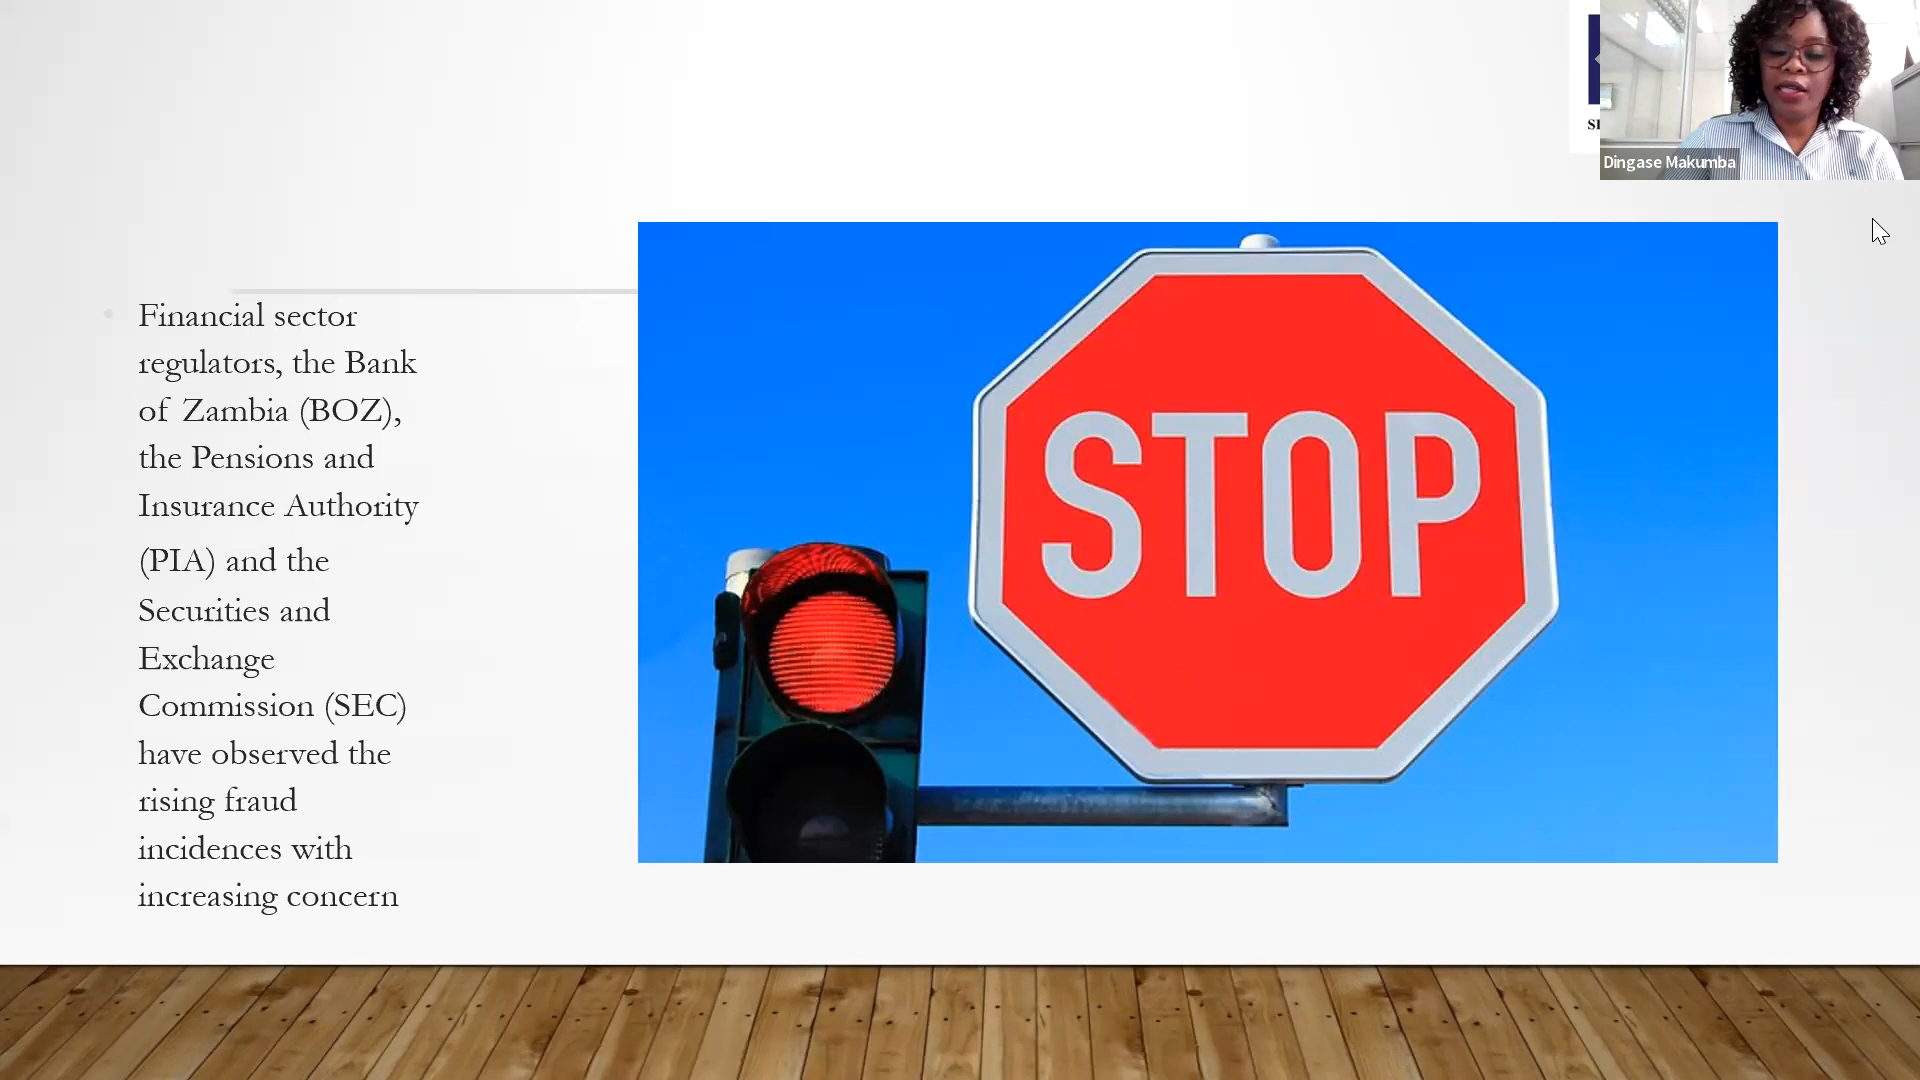 Dingase Makumba
Financial sector
regulators, the Bank
of Zambia (BOZ),
the Pensions and
Insurance Authority
(PIA) and the
Securities and
Exchange
Commission (SEC)
have observed the
rising fraud
incidences with
increasing concern
STOP